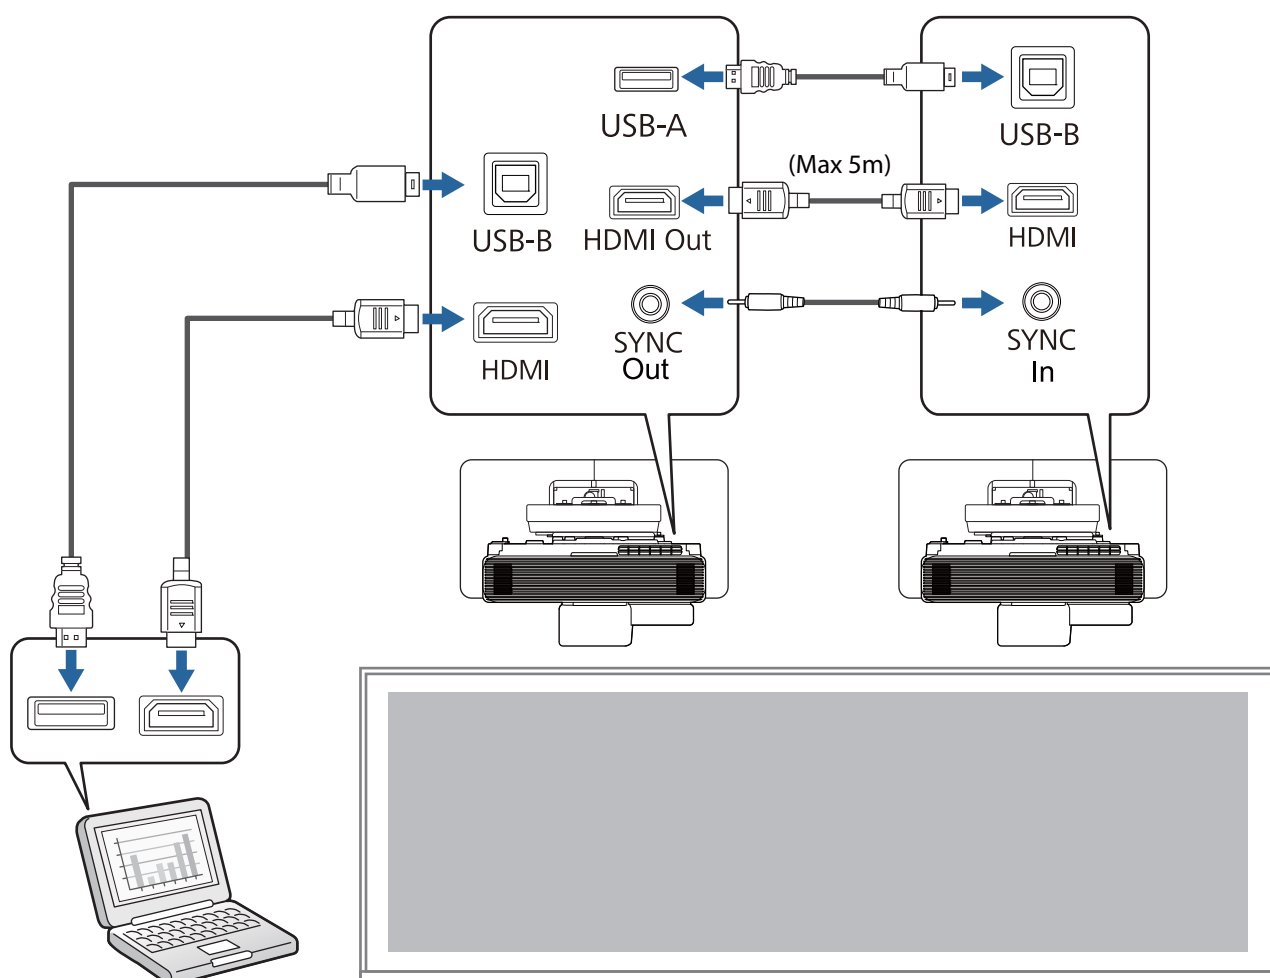 USB-A
USB-B
(Max 5m)
USB-B
HDMI Out
HDMI
HDMI
SYNC
Out
SYNC
In